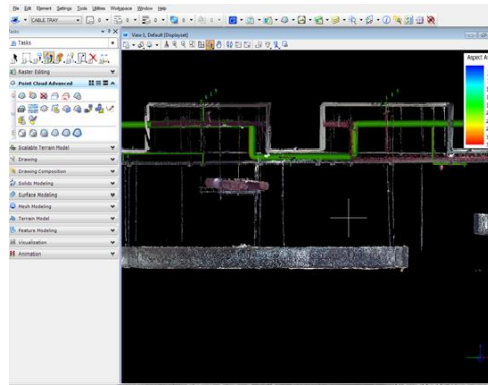 File Edit Element Settings Tools Utilities Workspace Window Help
CABLE TRAY
Tasks
View 1, Default [Displayset]
Tasks
Raster Editing
Point Cloud Advanced
Scalable Terrain Model
Drawing
Drawing Composition
Solids Modeling
Surface Modeling
Mesh Modeling
Terrain Model
Feature Modeling
Visualization
Animation
Aspect A